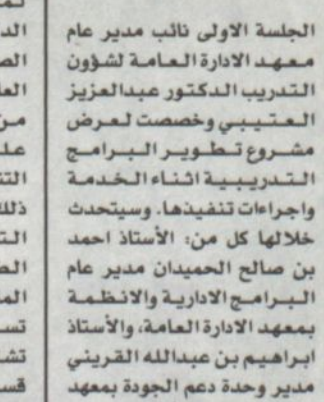 الجلسة الاولى نائب مدير عام
معهد الادارة العامة لشؤون
التدريب الدكتور عبدالعزيز
العتيبي وخصصت لعرض
مشروع تطوير البرامج
التدريبية اثناء الخدمة
واجراءات تنفيذها. وسيتحدث
خلالها كل من: الأستاذ احمد
بن صالح الحميدان مدير عام
البرامج الادارية والانظمة
بمعهد الادارة العامة، والأستاذ
ابراهيم بن عبدالله القريني
مدير وحدة دعم الجودة بمعهد